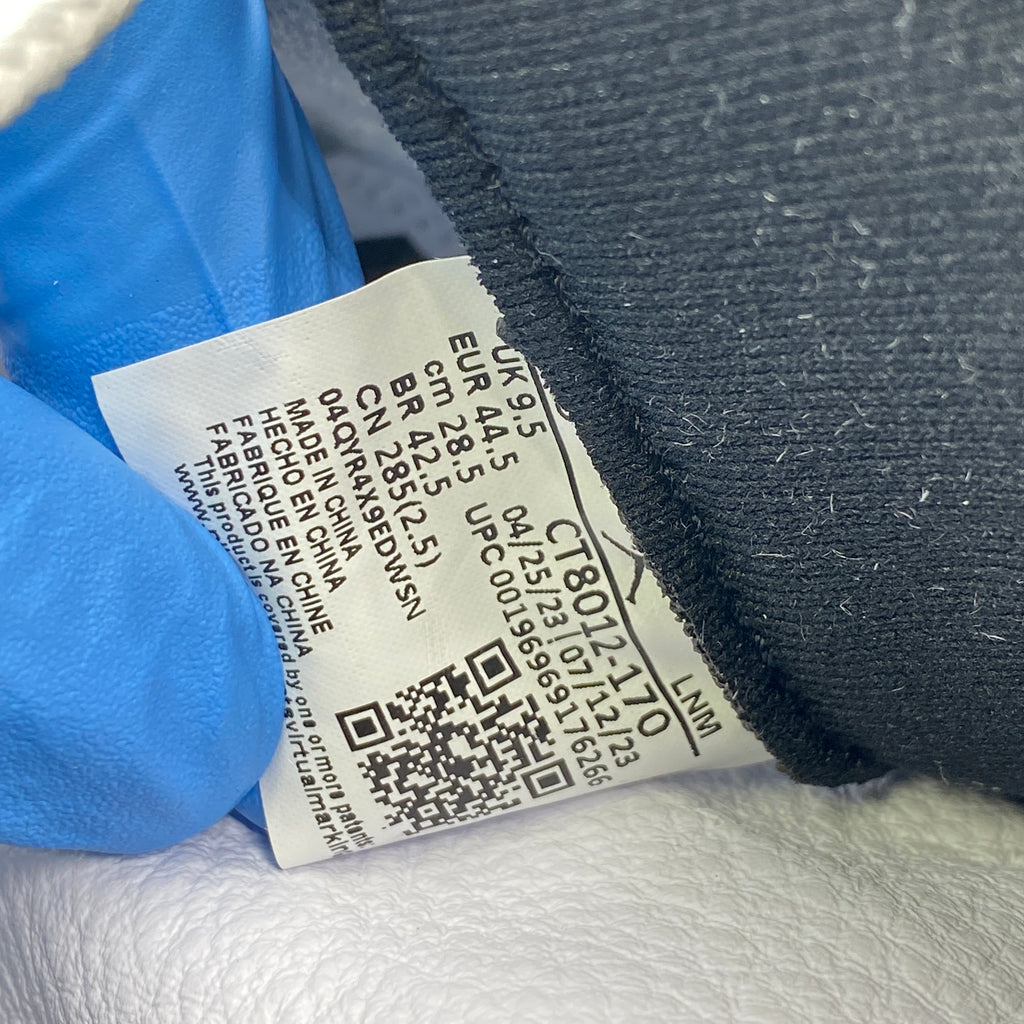 LNM
UK 9.5
EUR 44.5
cm 28.5
BR 42.5
CN 285(2.5)
CT8012-170
04/25/23 | 07/12/23
UPC 00196969176266
04QYR4X9EDWSN
MADE IN CHINA
HECHO EN CHINA
FABRIQUE EN CHINE
FABRICADO NA CHINA
This product is covered by one or more patents